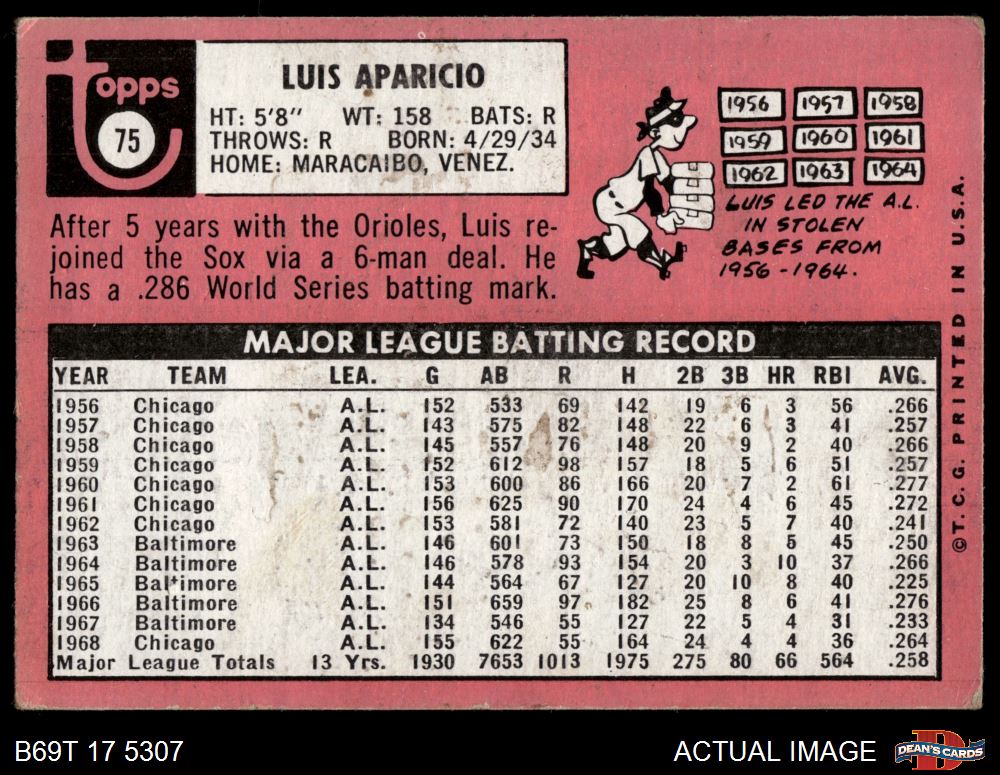 topps
75
LUIS APARICIO
HT: 5'8" WT: 158 BATS: R
THROWS: R BORN: 4/29/34
HOME: MARACAIBO, VENEZ.
After 5 years with the Orioles, Luis re-
joined the Sox via a 6-man deal. He
has a .286 World Series batting mark.
1956 1957 1958
1959 1960 1961
1962 1963 1964
LUIS LED THE A.L.
IN STOLEN
BASES FROM
1956-1964.
MAJOR LEAGUE BATTING RECORD
YEAR TEAM LEA. G AB R H 2B 3B HR RBI AVG.
1956 Chicago A.L. 152 533 69 142 19 6 3 56 .266
1957 Chicago A.L. 143 575 82 148 22 6 3 41 .257
1958 Chicago A.L. 145 557 76 148 20 9 2 40 .266
1959 Chicago A.L. 152 612 98 157 18 5 6 51 .257
1960 Chicago A.L. 153 600 86 166 20 7 2 61 .277
1961 Chicago A.L. 156 625 90 170 24 4 6 45 .272
1962 Chicago A.L. 153 581 72 140 23 5 7 40 .241
1963 Baltimore A.L. 146 601 73 150 18 8 5 45 .250
1964 Baltimore A.L. 146 578 93 154 20 3 10 37 .266
1965 Baltimore A.L. 144 564 67 127 20 10 8 40 .225
1966 Baltimore A.L. 151 659 97 182 25 8 6 41 .276
1967 Baltimore A.L. 134 546 55 127 22 5 4 31 .233
1968 Chicago A.L. 155 622 55 164 24 4 4 36 .264
Major League Totals 13 Yrs. 1930 7653 1013 1975 275 80 66 564 .258
©T.C.G. PRINTED IN U.S.A.
B69T 17 5307
ACTUAL IMAGE
B
DEAN'S CARDS